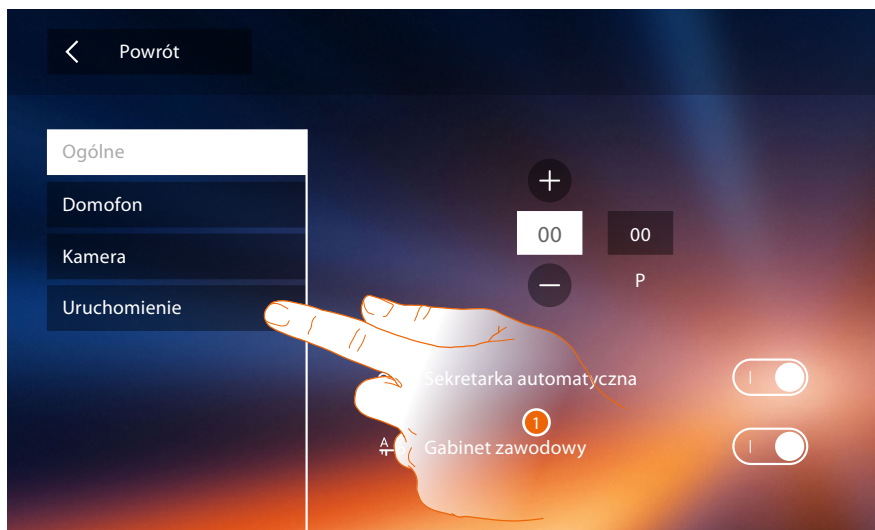 Powrót
Ogólne
Domofon
Kamera
Uruchomienie
00 00
P
Sekretarka automatyczna
1
A
Gabinet zawodowy